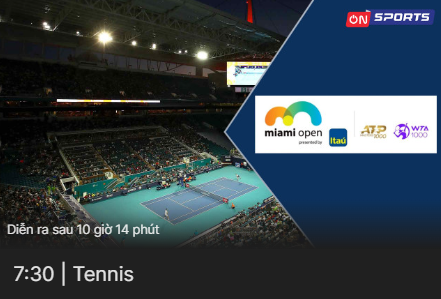 ON SPORTS
miami open
presented by
Itaú
ATP
1000
WTA
1000
Diễn ra sau 10 giờ 14 phút
7:30 | Tennis